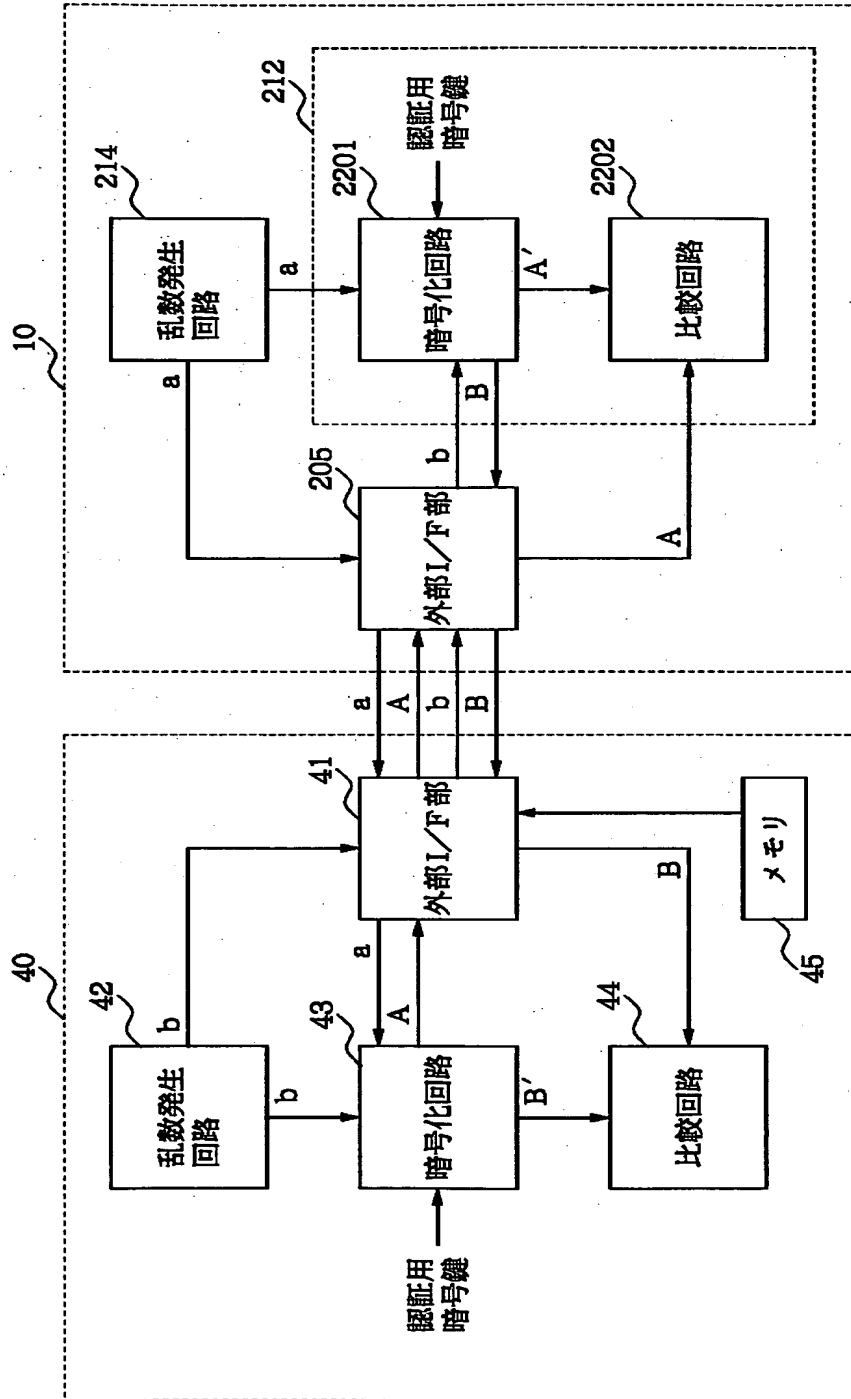 40
10
42
乱数発生
回路
b
b
214
乱数発生
回路
a
a
212
認証用
暗号鍵
43
暗号化回路
a
A
41
外部I/F部
a
A
b
B
205
外部I/F部
b
B
2201
暗号化回路
認証用
暗号鍵
B′
A′
44
比較回路
B
45
メモリ
A
2202
比較回路